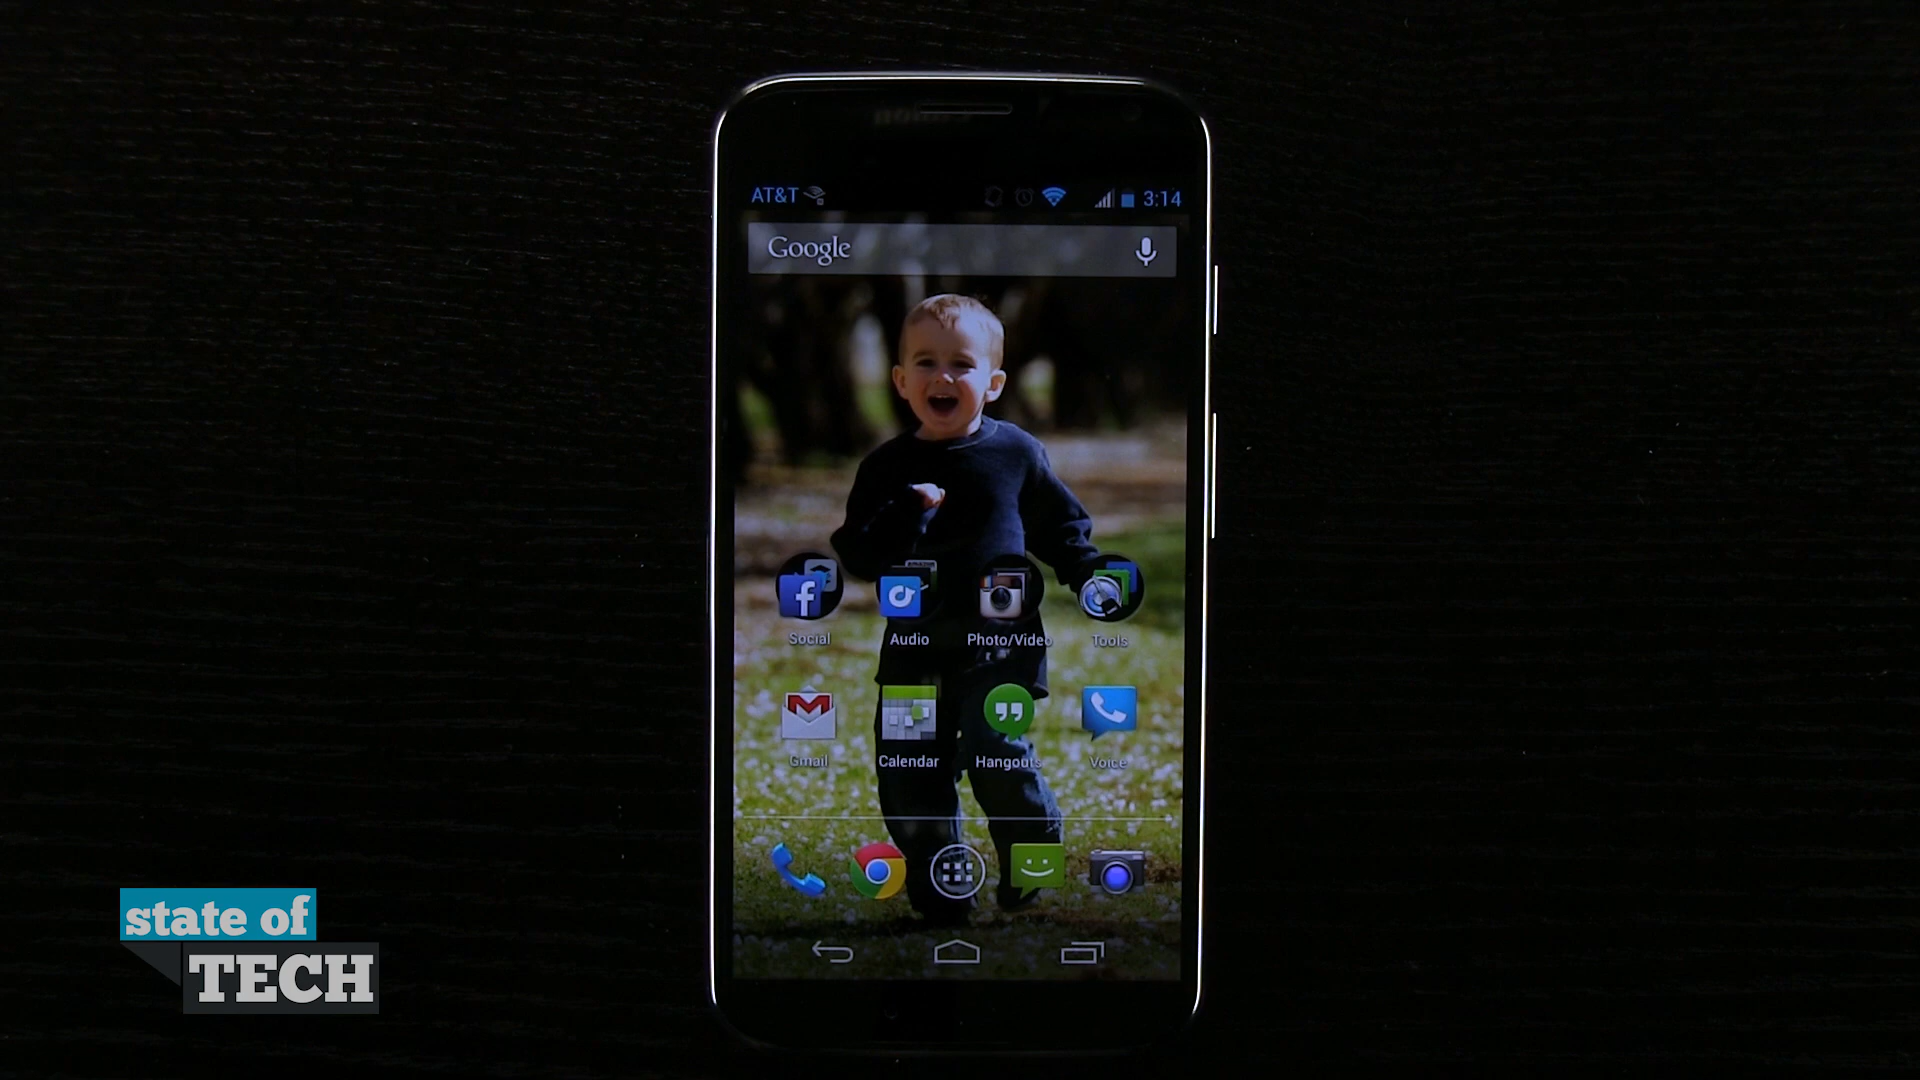 AT&T 3:14
Google
Social Audio Photo/Video Tools
Gmail Calendar Hangouts Voice
state of
TECH